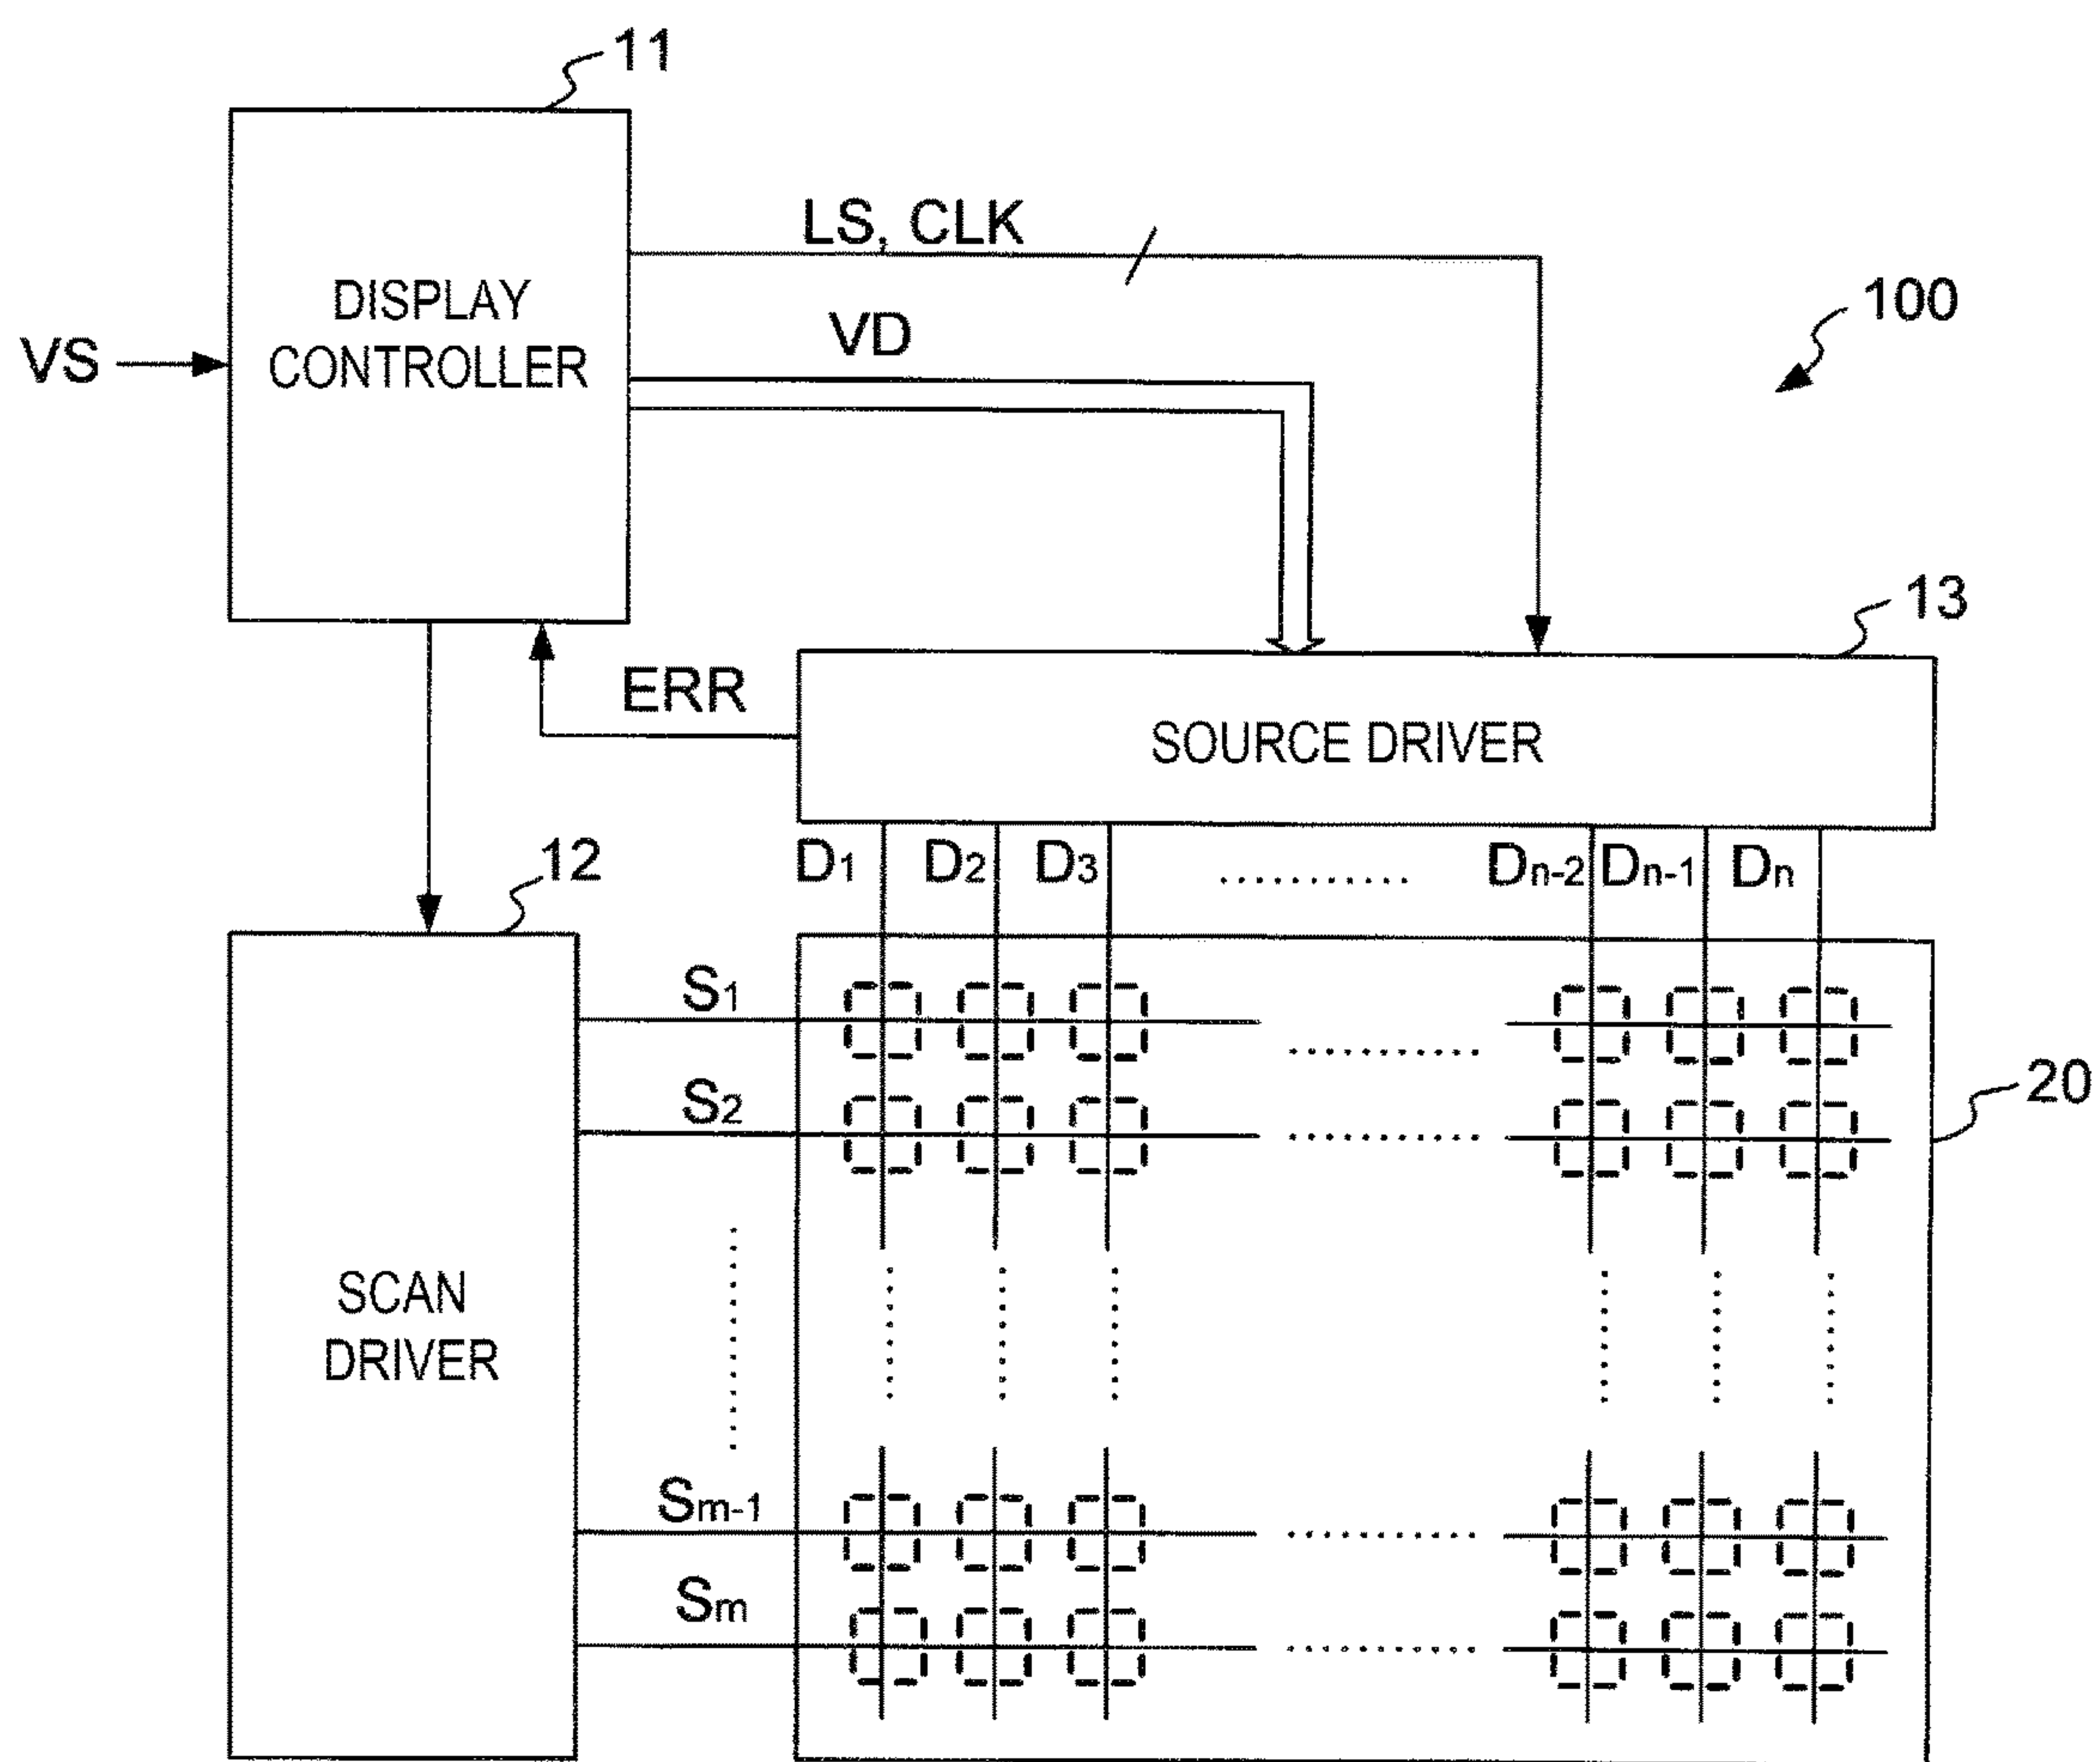 11
LS, CLK
DISPLAY
CONTROLLER
VS
VD
100
13
ERR
SOURCE DRIVER
12
D1 D2 D3 ........... Dn-2 Dn-1 Dn
S1
S2
20
SCAN
DRIVER
Sm-1
Sm